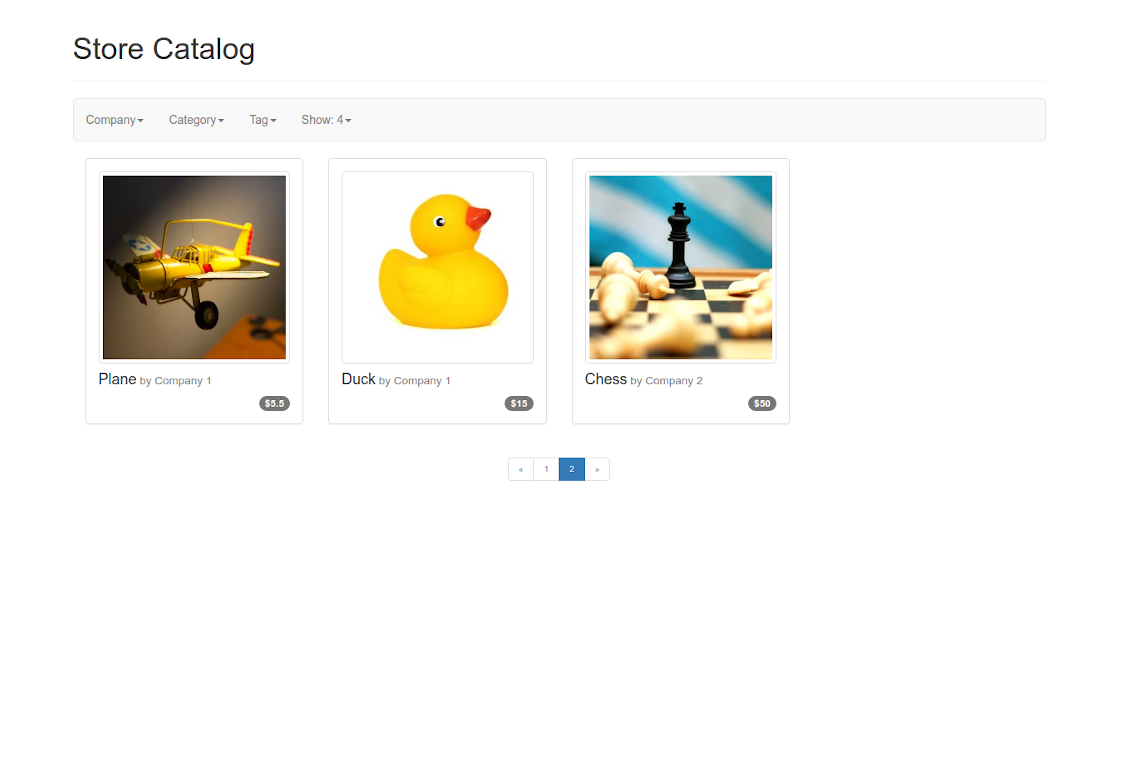 Store Catalog
Company Category Tag Show: 4
Plane by Company 1
$5.5
Duck by Company 1
$15
Chess by Company 2
$50
« 1 2 »